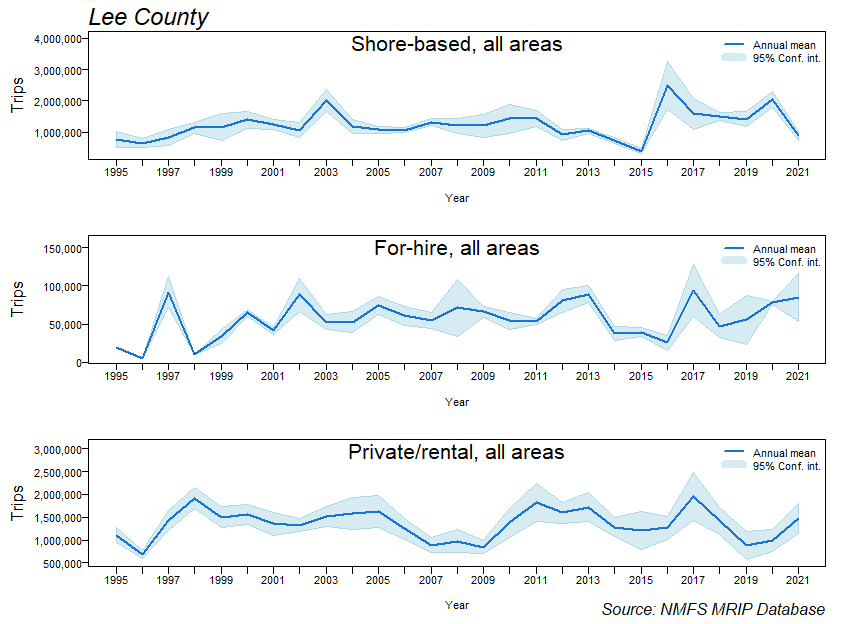 Lee County
Shore-based, all areas
Annual mean
95% Conf. int.
Trips
4,000,000
3,000,000
2,000,000
1,000,000
1995 1997 1999 2001 2003 2005 2007 2009 2011 2013 2015 2017 2019 2021
Year
For-hire, all areas
Annual mean
95% Conf. int.
Trips
150,000
100,000
50,000
0
1995 1997 1999 2001 2003 2005 2007 2009 2011 2013 2015 2017 2019 2021
Year
Private/rental, all areas
Annual mean
95% Conf. int.
Trips
3,000,000
2,500,000
2,000,000
1,500,000
1,000,000
500,000
1995 1997 1999 2001 2003 2005 2007 2009 2011 2013 2015 2017 2019 2021
Year
Source: NMFS MRIP Database